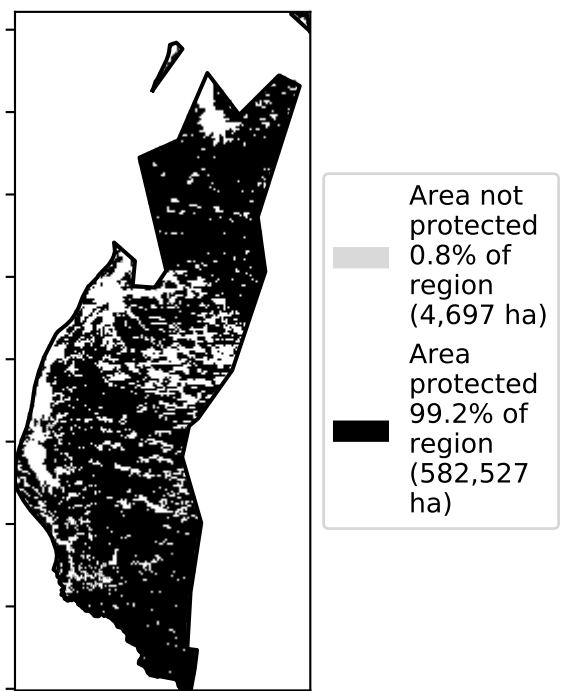 Area not
protected
0.8% of
region
(4,697 ha)
Area
protected
99.2% of
region
(582,527
ha)